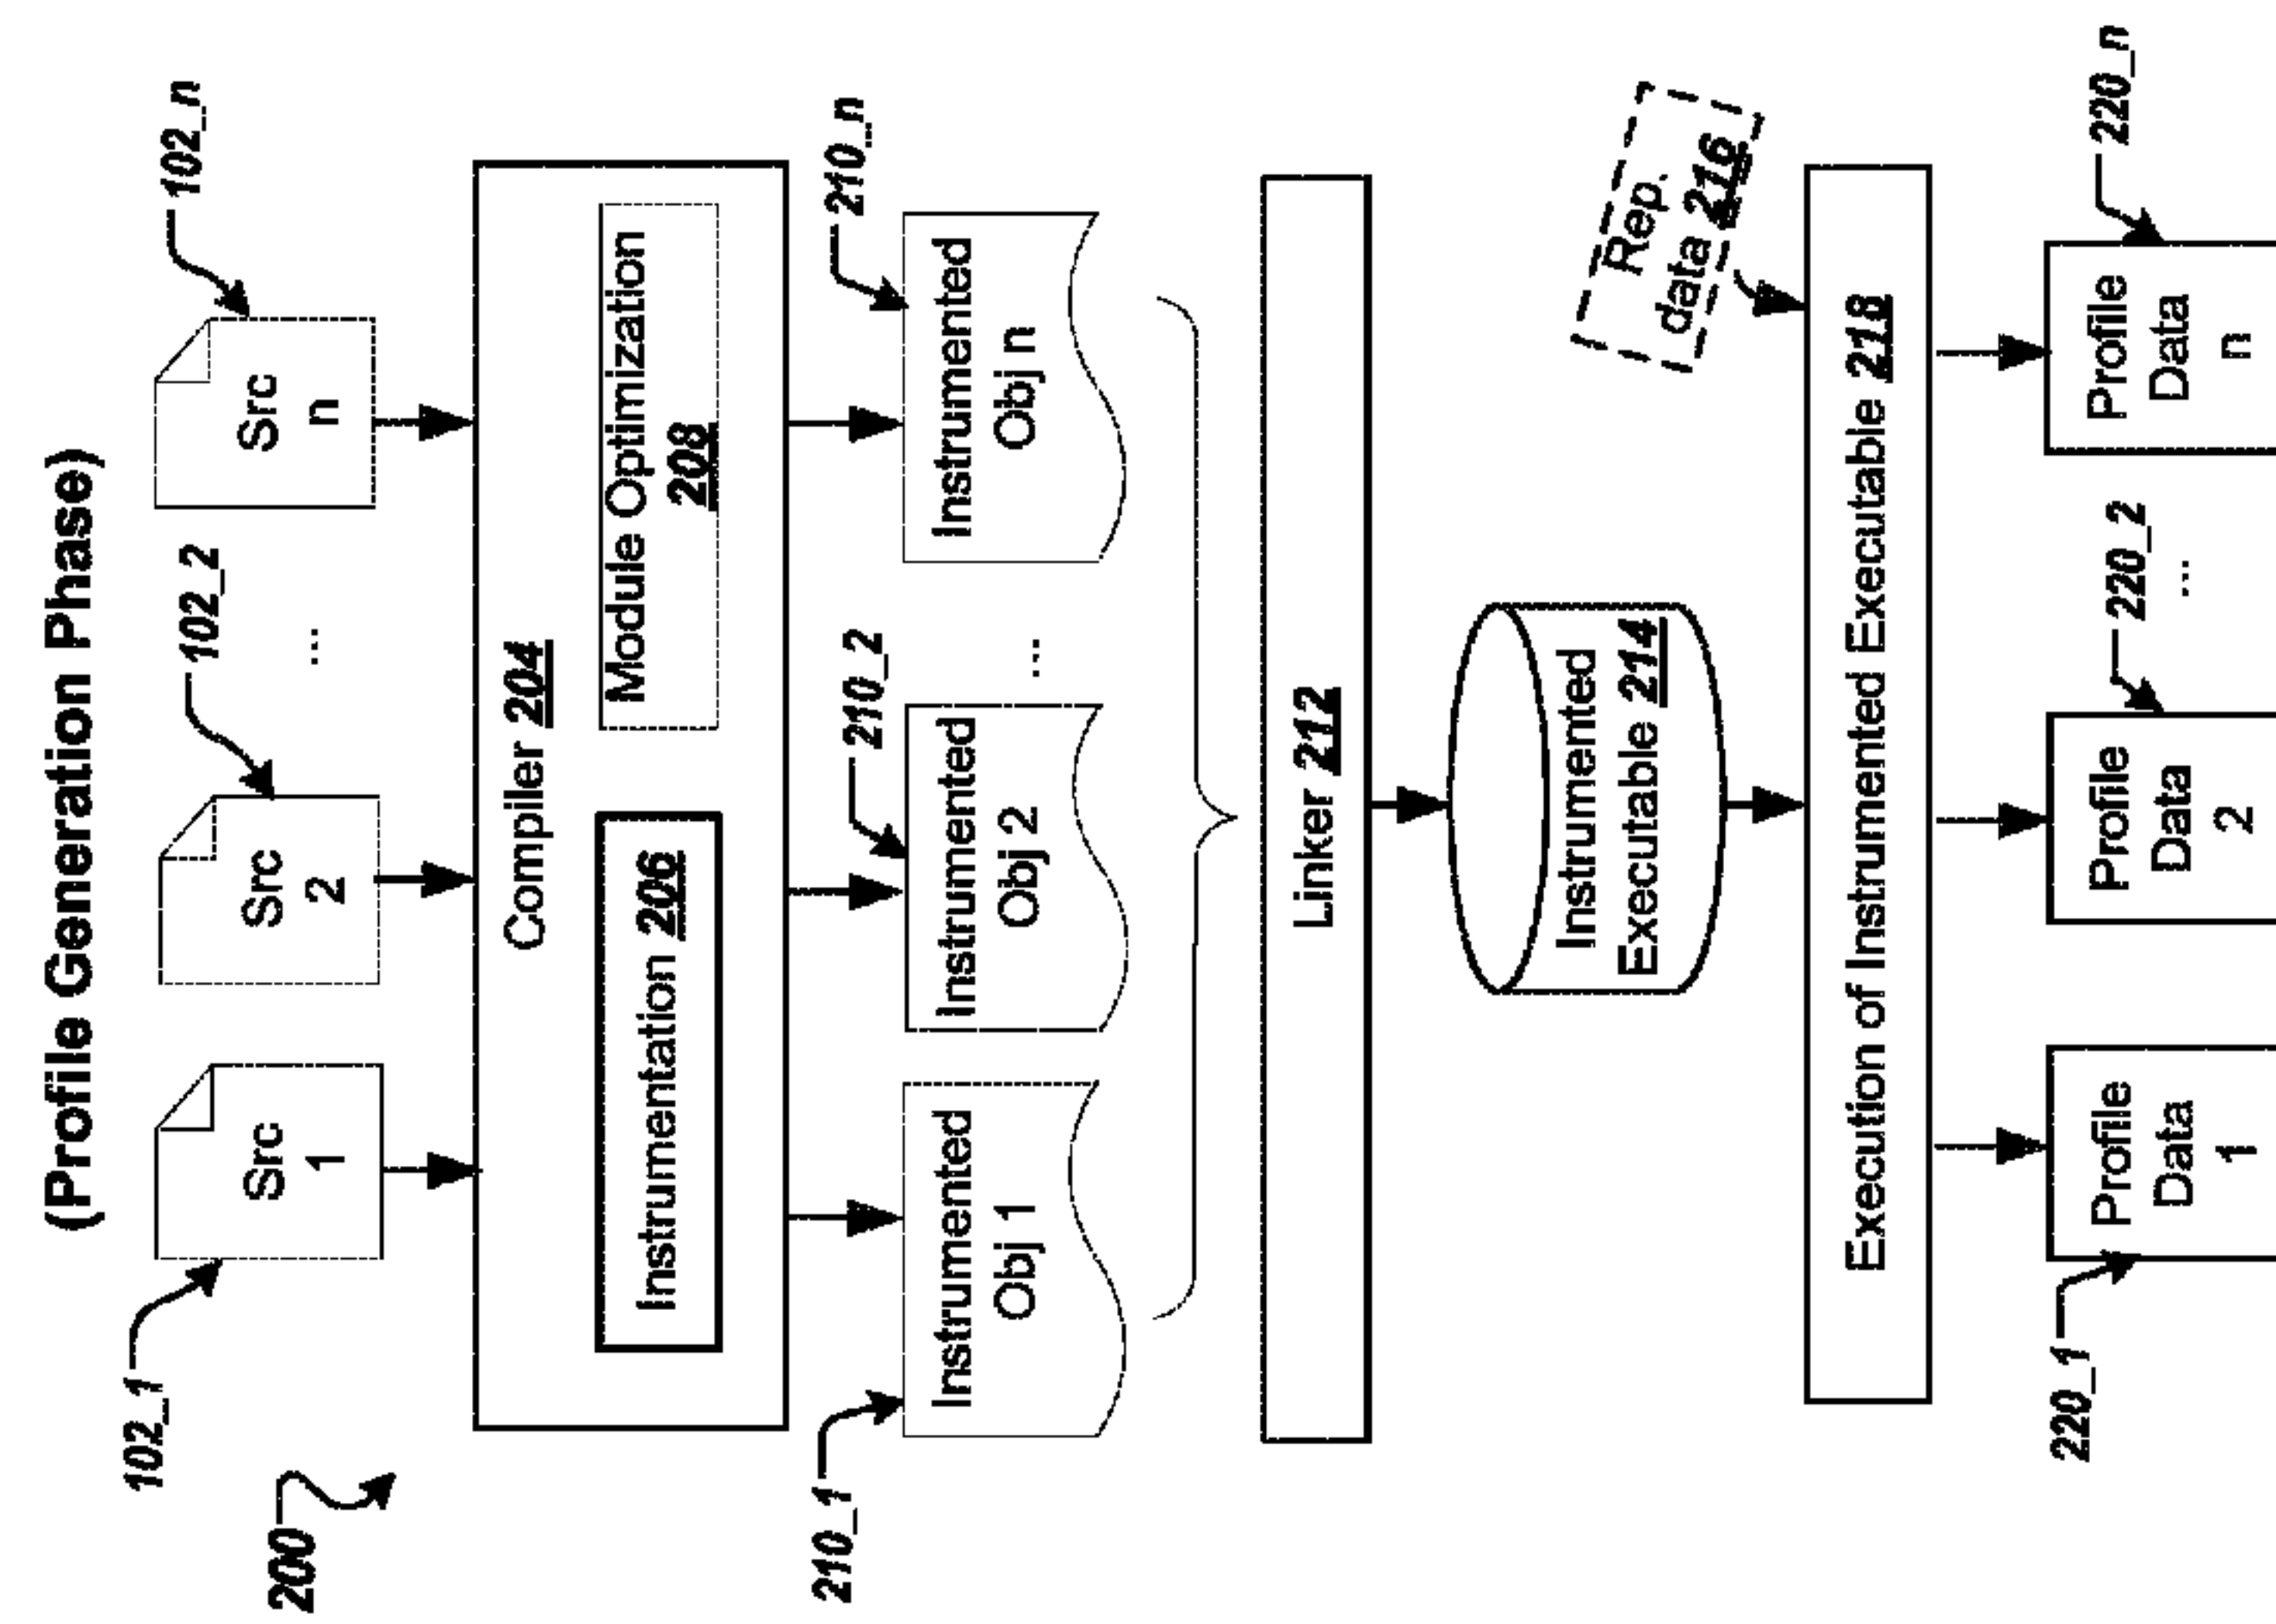 (Profile Generation Phase)
200
102_1
102_2
102_n
Src
1
Src
2
...
Src
n
Compiler 204
Instrumentation 206
Module Optimization
208
210_1
210_2
210_n
Instrumented
Obj 1
Instrumented
Obj 2
...
Instrumented
Obj n
Linker 212
Instrumented
Executable 214
Rep.
data 216
Execution of Instrumented Executable 218
220_1
220_2
220_n
Profile
Data
1
Profile
Data
2
...
Profile
Data
n